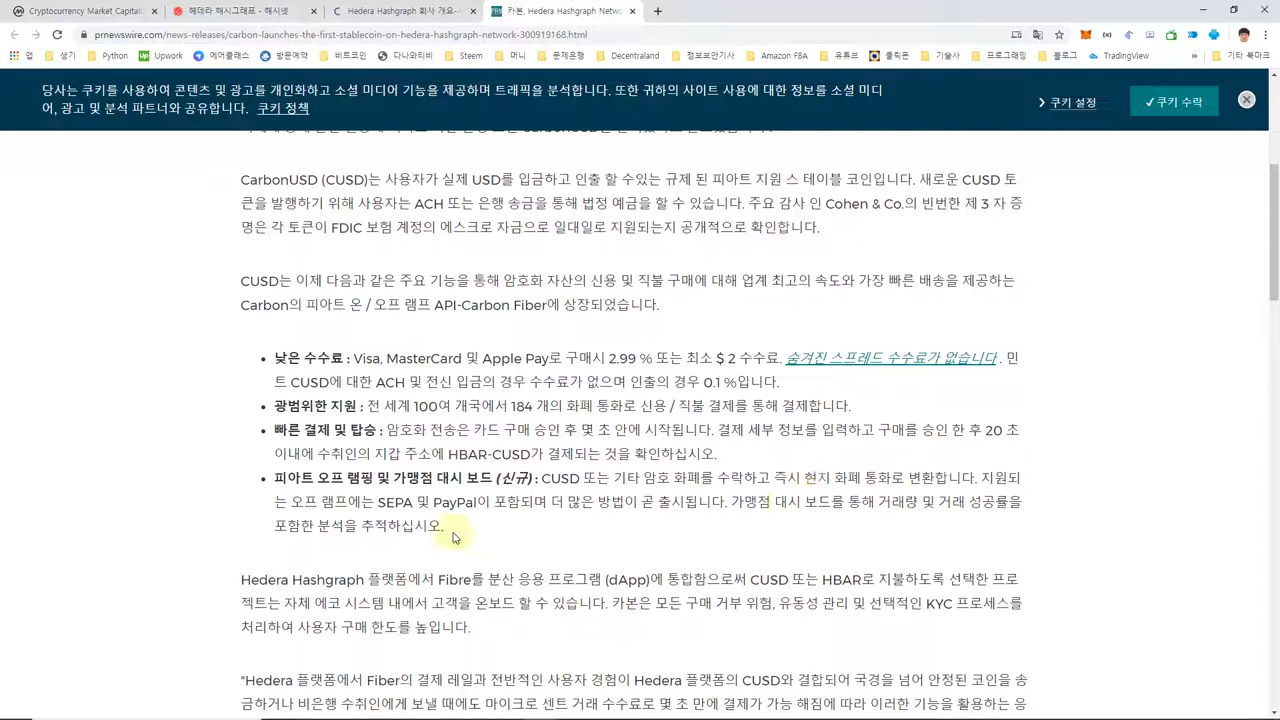 Cryptocurrency Market Capitali
헤데라 해시그래프 - 해시넷
Hedera Hashgraph 회사 개요-A
카본, Hedera Hashgraph Netwo
prnewswire.com/news-releases/carbon-launches-the-first-stablecoin-on-hedera-hashgraph-network-300919168.html
앱 생기 Python Upwork 에어클래스 방문예약 비트코인 다나와티비 Steem 머니 문제은행 Decentraland 정보보안기사 Amazon FBA 유튜브 클릭온 기술사 프로그래밍 블로그 TradingView » 기타 북마크
당사는 쿠키를 사용하여 콘텐츠 및 광고를 개인화하고 소셜 미디어 기능을 제공하며 트래픽을 분석합니다. 또한 귀하의 사이트 사용에 대한 정보를 소셜 미디
어, 광고 및 분석 파트너와 공유합니다. 쿠키 정책
쿠키 설정
✓쿠키 수락
CarbonUSD (CUSD)는 사용자가 실제 USD를 입금하고 인출 할 수있는 규제 된 피아트 지원 스 테이블 코인입니다. 새로운 CUSD 토
큰을 발행하기 위해 사용자는 ACH 또는 은행 송금을 통해 법정 예금을 할 수 있습니다. 주요 감사 인 Cohen & Co.의 빈번한 제 3 자 증
명은 각 토큰이 FDIC 보험 계정의 에스크로 자금으로 일대일로 지원되는지 공개적으로 확인합니다.
CUSD는 이제 다음과 같은 주요 기능을 통해 암호화 자산의 신용 및 직불 구매에 대해 업계 최고의 속도와 가장 빠른 배송을 제공하는
Carbon의 피아트 온 / 오프 램프 API-Carbon Fiber에 상장되었습니다.
• 낮은 수수료 : Visa, MasterCard 및 Apple Pay로 구매시 2.99 % 또는 최소 $ 2 수수료. 숨겨진 스프레드 수수료가 없습니다 . 민
트 CUSD에 대한 ACH 및 전신 입금의 경우 수수료가 없으며 인출의 경우 0.1 %입니다.
• 광범위한 지원 : 전 세계 100여 개국에서 184 개의 화폐 통화로 신용 / 직불 결제를 통해 결제합니다.
• 빠른 결제 및 탑승 : 암호화 전송은 카드 구매 승인 후 몇 초 안에 시작됩니다. 결제 세부 정보를 입력하고 구매를 승인 한 후 20 초
이내에 수취인의 지갑 주소에 HBAR-CUSD가 결제되는 것을 확인하십시오.
• 피아트 오프 램핑 및 가맹점 대시 보드 (신규) : CUSD 또는 기타 암호 화폐를 수락하고 즉시 현지 화폐 통화로 변환합니다. 지원되
는 오프 램프에는 SEPA 및 PayPal이 포함되며 더 많은 방법이 곧 출시됩니다. 가맹점 대시 보드를 통해 거래량 및 거래 성공률을
포함한 분석을 추적하십시오.
Hedera Hashgraph 플랫폼에서 Fibre를 분산 응용 프로그램 (dApp)에 통합함으로써 CUSD 또는 HBAR로 지불하도록 선택한 프로
젝트는 자체 에코 시스템 내에서 고객을 온보드 할 수 있습니다. 카본은 모든 구매 거부 위험, 유동성 관리 및 선택적인 KYC 프로세스를
처리하여 사용자 구매 한도를 높입니다.
"Hedera 플랫폼에서 Fiber의 결제 레일과 전반적인 사용자 경험이 Hedera 플랫폼의 CUSD와 결합되어 국경을 넘어 안정된 코인을 송
금하거나 비은행 수취인에게 보낼 때에도 마이크로 센트 거래 수수료로 몇 초 만에 결제가 가능 해짐에 따라 이러한 기능을 활용하는 응